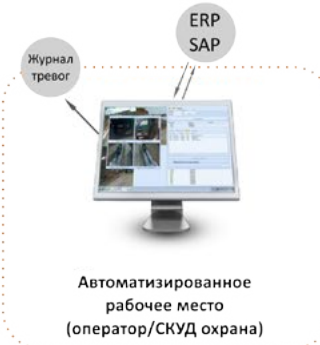 ERP
SAP
Журнал
тревог
Автоматизированное
рабочее место
(оператор/СКУД охрана)